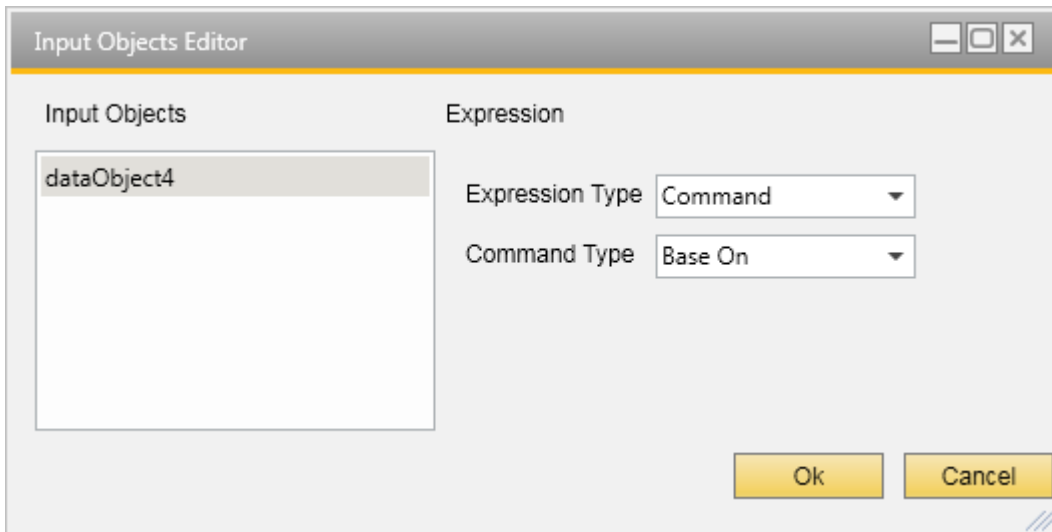 Input Objects Editor
Input Objects
Expression
dataObject4
Expression Type Command
Command Type Base On
Ok
Cancel